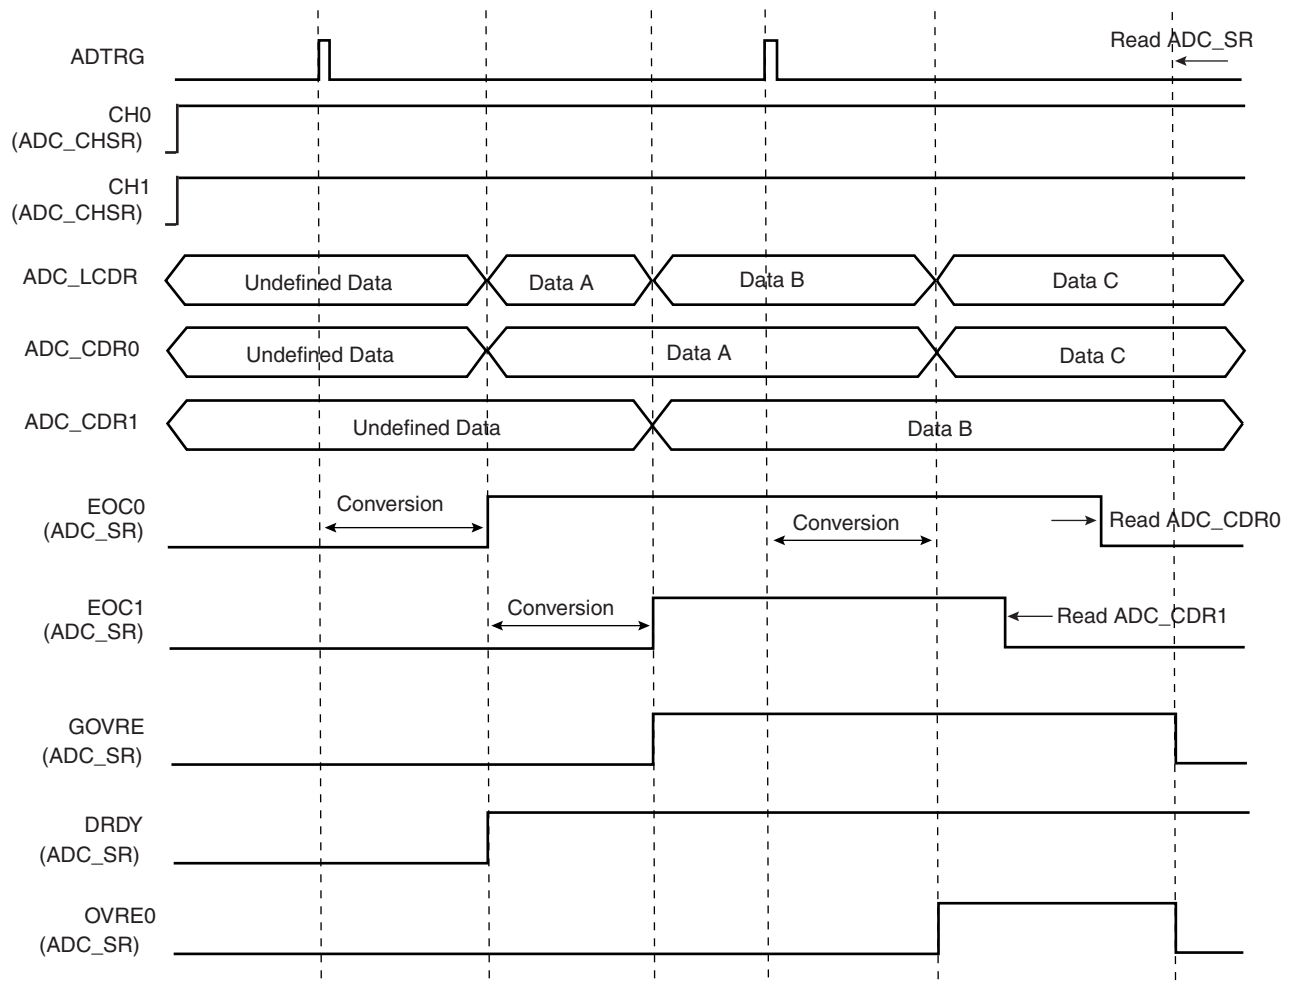 ADTRG
Read ADC_SR
CH0
(ADC_CHSR)
CH1
(ADC_CHSR)
ADC_LCDR
Undefined Data
Data A
Data B
Data C
ADC_CDR0
Undefined Data
Data A
Data C
ADC_CDR1
Undefined Data
Data B
EOC0
(ADC_SR)
Conversion
Conversion
Read ADC_CDR0
EOC1
(ADC_SR)
Conversion
Read ADC_CDR1
GOVRE
(ADC_SR)
DRDY
(ADC_SR)
OVRE0
(ADC_SR)